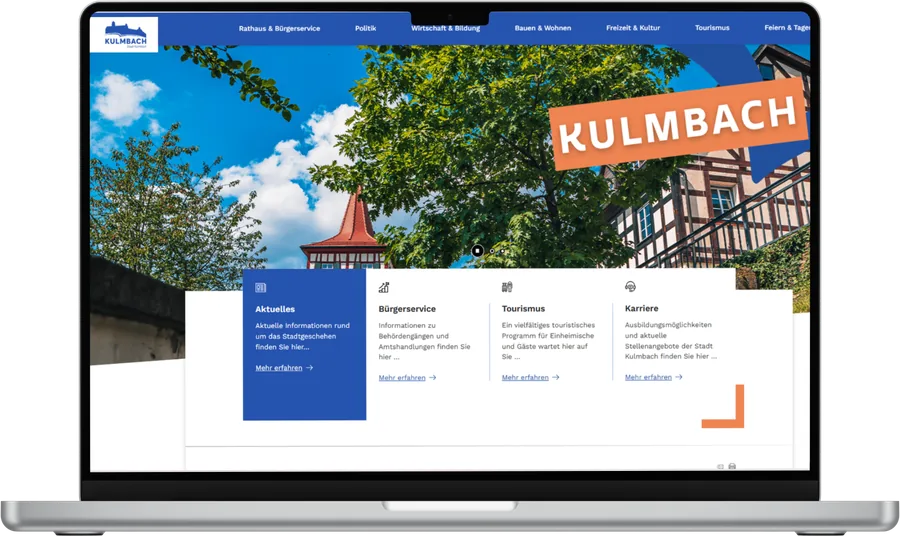 KULMBACH
Rathaus & Bürgerservice Politik Wirtschaft & Bildung Bauen & Wohnen Freizeit & Kultur Tourismus Feiern &
KULMBACH
Aktuelles
Aktuelle Informationen rund
um das Stadtgeschehen
finden Sie hier...
Mehr erfahren →
Bürgerservice
Informationen zu
Behördengängen und
Amtshandlungen finden Sie
hier ...
Mehr erfahren →
Tourismus
Ein vielfältiges touristisches
Programm für Einheimische
und Gäste wartet hier auf
Sie ...
Mehr erfahren →
Karriere
Ausbildungsmöglichkeiten
und aktuelle
Stellenangebote der Stadt
Kulmbach finden Sie hier ...
Mehr erfahren →